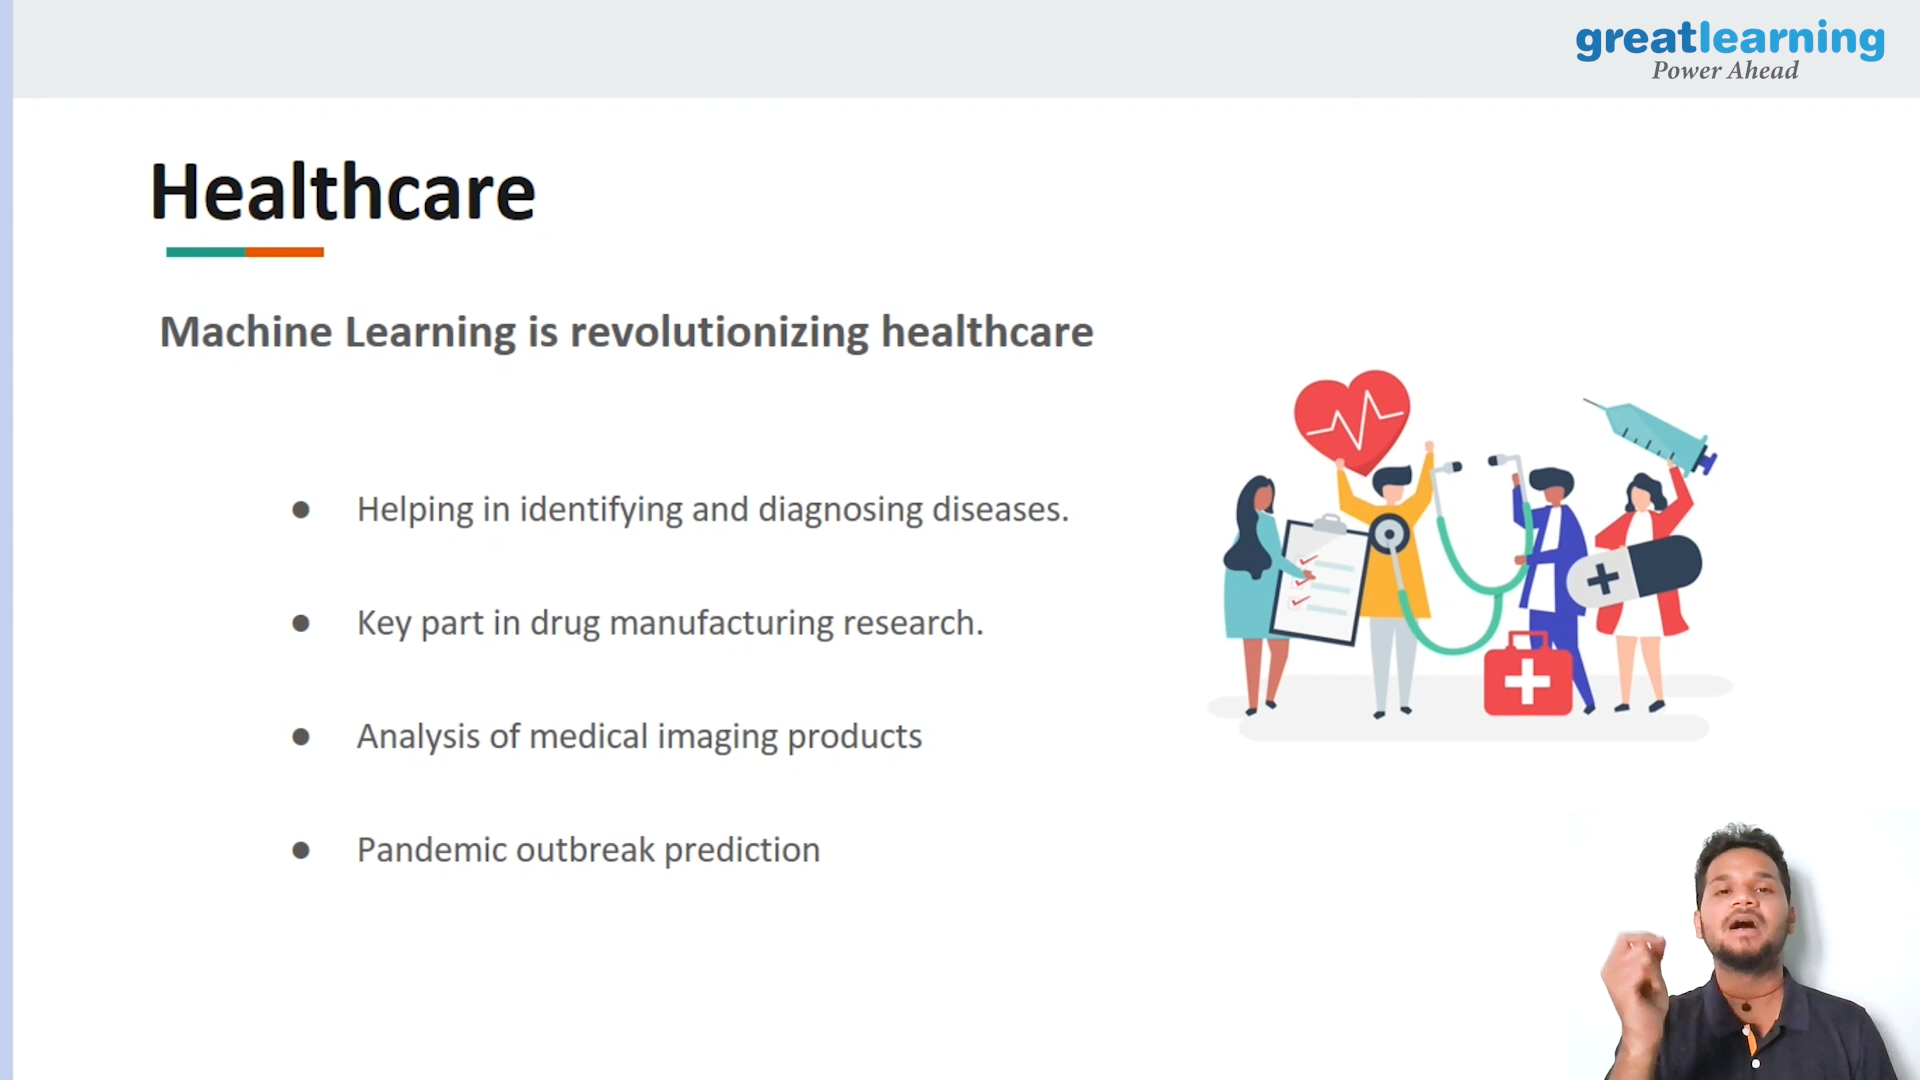 greatlearning
Power Ahead
Healthcare
Machine Learning is revolutionizing healthcare
● Helping in identifying and diagnosing diseases.
● Key part in drug manufacturing research.
● Analysis of medical imaging products
● Pandemic outbreak prediction